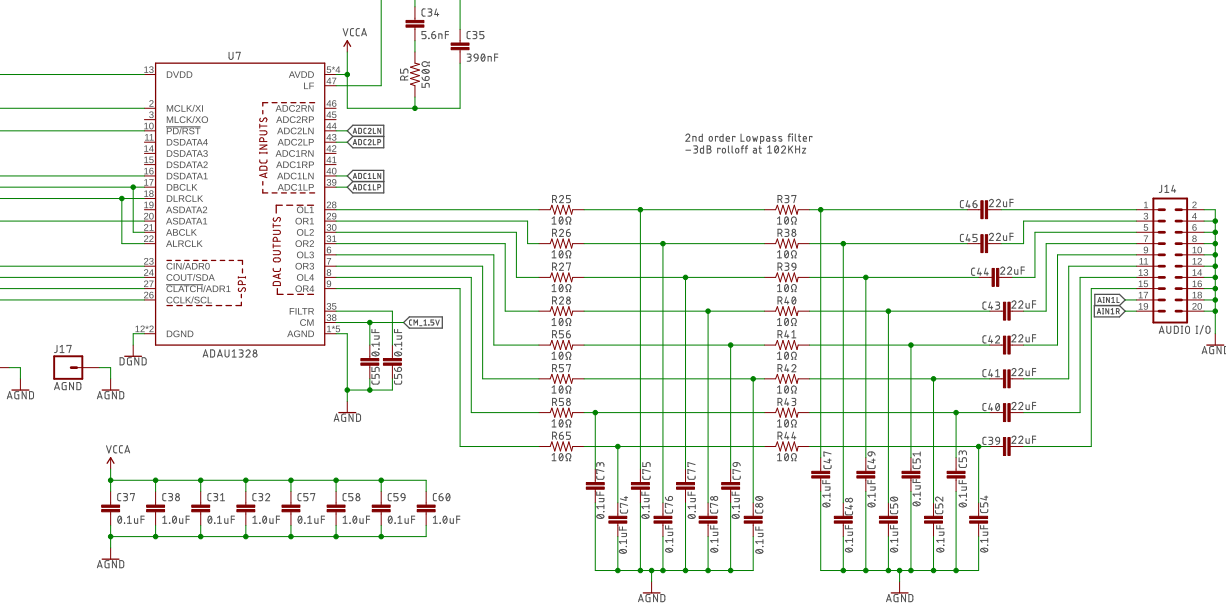 C34
5.6nF
C35
390nF
R5
560Ω
VCCA
U7
13 DVDD
AVDD 5*4
LF 47
2 MCLK/XI
3 MLCK/XO
10 PD/RST
11 DSDATA4
14 DSDATA3
15 DSDATA2
16 DSDATA1
17 DBCLK
18 DLRCLK
19 ASDATA2
20 ASDATA1
21 ABCLK
22 ALRCLK
23 CIN/ADR0
24 COUT/SDA
27 CLATCH/ADR1
26 CCLK/SCL
SPI
12*2 DGND
ADC INPUTS
ADC2RN 46
ADC2RP 45
ADC2LN 44
ADC2LP 43
ADC1RN 42
ADC1RP 41
ADC1LN 40
ADC1LP 39
DAC OUTPUTS
OL1 28
OR1 29
OL2 30
OR2 31
OL3 6
OR3 7
OL4 8
OR4 9
FILTR 35
CM 38
AGND 1*5
ADAU1328
ADC2LN
ADC2LP
ADC1LN
ADC1LP
CM_1.5V
C55
0.1uF
C56
0.1uF
AGND
DGND
AGND
J17
AGND
AGND
VCCA
C37
0.1uF
C38
1.0uF
C31
0.1uF
C32
1.0uF
C57
0.1uF
C58
1.0uF
C59
0.1uF
C60
1.0uF
AGND
2nd order Lowpass filter
-3dB rolloff at 102KHz
R25
10Ω
R26
10Ω
R27
10Ω
R28
10Ω
R56
10Ω
R57
10Ω
R58
10Ω
R65
10Ω
R37
10Ω
R38
10Ω
R39
10Ω
R40
10Ω
R41
10Ω
R42
10Ω
R43
10Ω
R44
10Ω
C73
0.1uF
C74
0.1uF
C75
0.1uF
C76
0.1uF
C77
0.1uF
C78
0.1uF
C79
0.1uF
C80
0.1uF
AGND
C47
0.1uF
C48
0.1uF
C49
0.1uF
C50
0.1uF
C51
0.1uF
C52
0.1uF
C53
0.1uF
C54
0.1uF
AGND
C46 22uF
C45 22uF
C44 22uF
C43 22uF
C42 22uF
C41 22uF
C40 22uF
C39 22uF
J14
1 2
3 4
5 6
7 8
9 10
11 12
13 14
15 16
17 18
19 20
AIN1L
AIN1R
AUDIO I/O
AGND